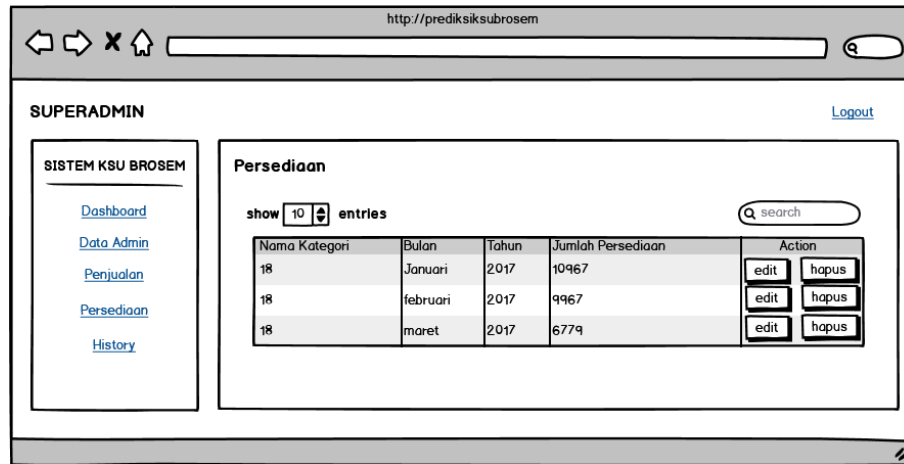 http://prediksiksubrosem
SUPERADMIN
Logout
SISTEM KSU BROSEM
Dashboard
Data Admin
Penjualan
Persediaan
History
Persediaan
show 10 entries
search
Nama Kategori Bulan Tahun Jumlah Persediaan Action
18 Januari 2017 10967 edit hapus
18 februari 2017 9967 edit hapus
18 maret 2017 6779 edit hapus